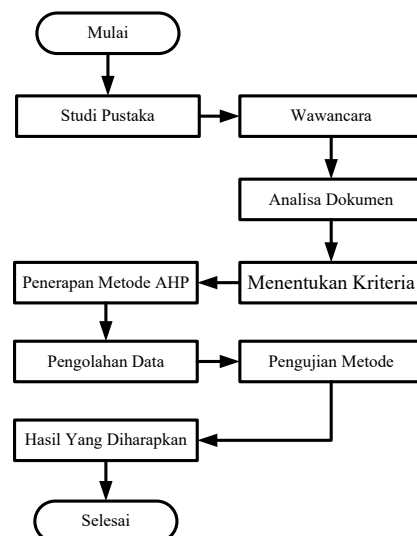 Mulai
Studi Pustaka
Wawancara
Analisa Dokumen
Menentukan Kriteria
Penerapan Metode AHP
Pengolahan Data
Pengujian Metode
Hasil Yang Diharapkan
Selesai